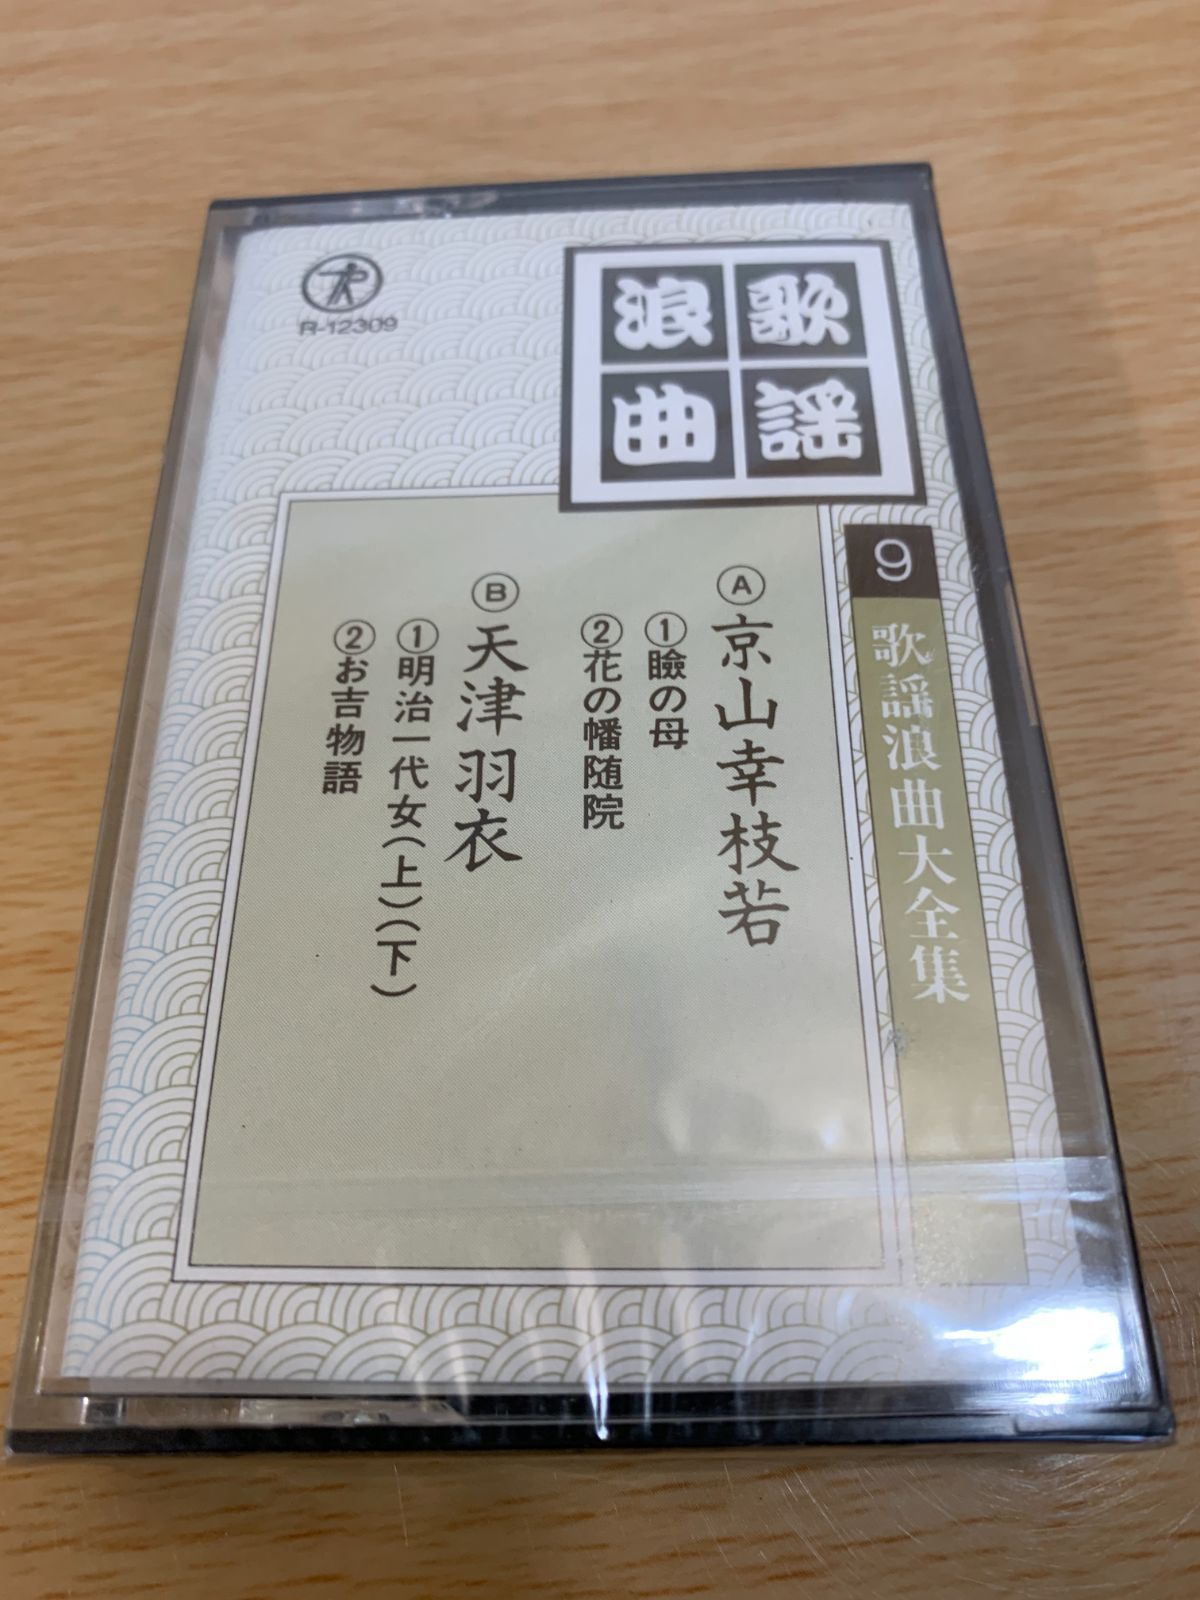 R-12309
歌謡
浪曲
9
歌謡浪曲大全集
Ⓐ京山幸枝若
①瞼の母
②花の幡随院
Ⓑ天津羽衣
①明治一代女(上)(下)
②お吉物語